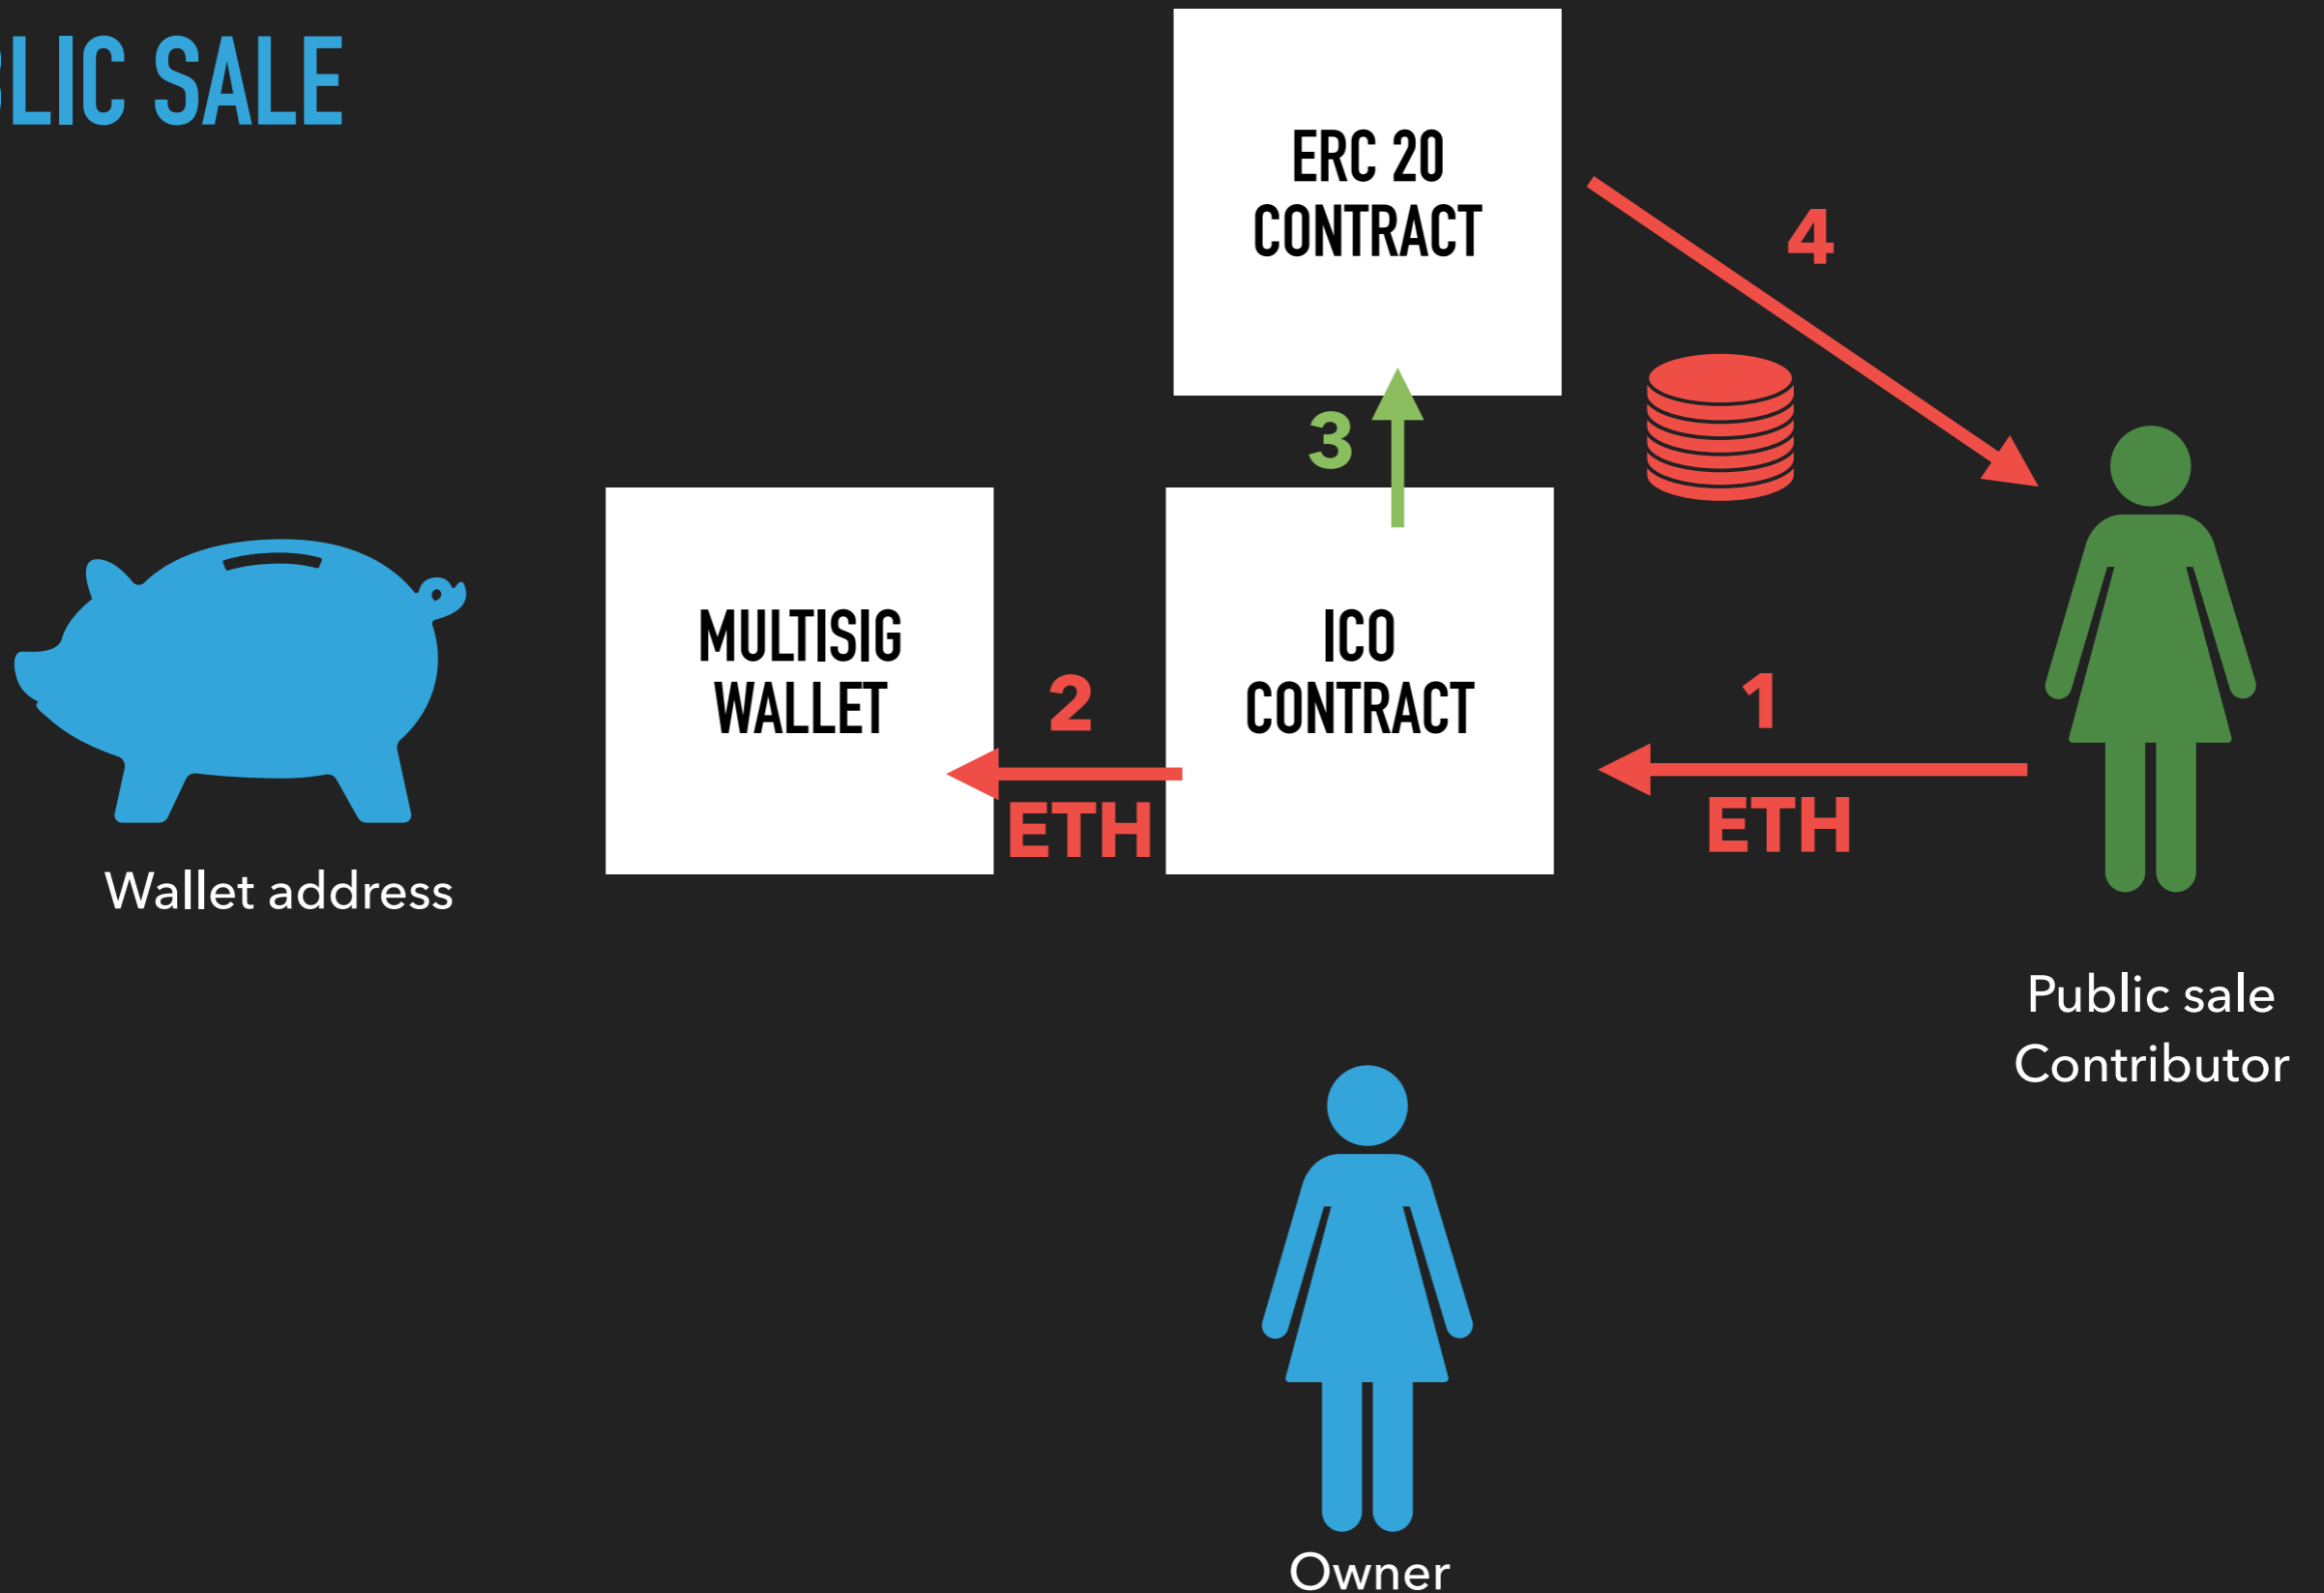 LIC SALE
ERC 20
CONTRACT
4
3
MULTISIG
WALLET
2
ETH
ICO
CONTRACT
1
ETH
Wallet address
Public sale
Contributor
Owner